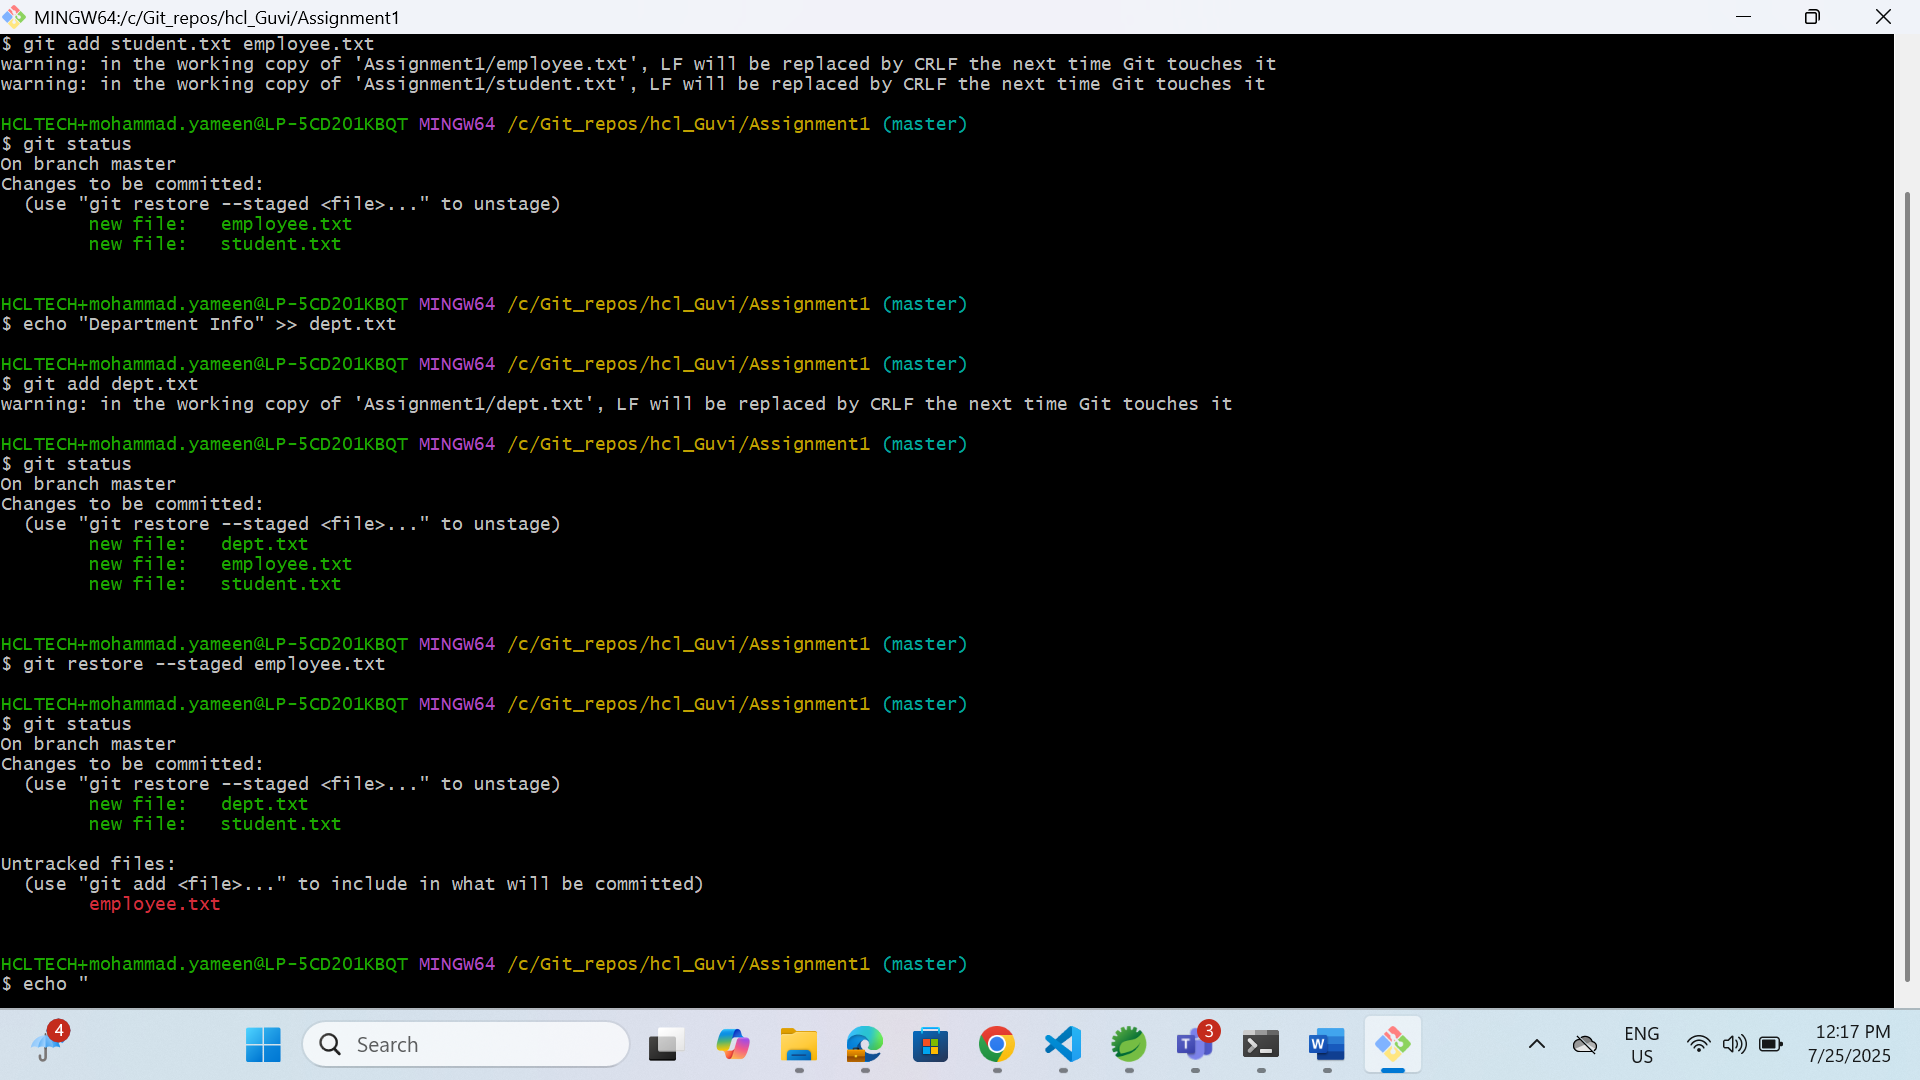 MINGW64:/c/Git_repos/hcl_Guvi/Assignment1
$ git add student.txt employee.txt
warning: in the working copy of 'Assignment1/employee.txt', LF will be replaced by CRLF the next time Git touches it
warning: in the working copy of 'Assignment1/student.txt', LF will be replaced by CRLF the next time Git touches it
HCLTECH+mohammad.yameen@LP-5CD201KBQT MINGW64 /c/Git_repos/hcl_Guvi/Assignment1 (master)
$ git status
On branch master
Changes to be committed:
  (use "git restore --staged <file>..." to unstage)
        new file:   employee.txt
        new file:   student.txt
HCLTECH+mohammad.yameen@LP-5CD201KBQT MINGW64 /c/Git_repos/hcl_Guvi/Assignment1 (master)
$ echo "Department Info" >> dept.txt
HCLTECH+mohammad.yameen@LP-5CD201KBQT MINGW64 /c/Git_repos/hcl_Guvi/Assignment1 (master)
$ git add dept.txt
warning: in the working copy of 'Assignment1/dept.txt', LF will be replaced by CRLF the next time Git touches it
HCLTECH+mohammad.yameen@LP-5CD201KBQT MINGW64 /c/Git_repos/hcl_Guvi/Assignment1 (master)
$ git status
On branch master
Changes to be committed:
  (use "git restore --staged <file>..." to unstage)
        new file:   dept.txt
        new file:   employee.txt
        new file:   student.txt
HCLTECH+mohammad.yameen@LP-5CD201KBQT MINGW64 /c/Git_repos/hcl_Guvi/Assignment1 (master)
$ git restore --staged employee.txt
HCLTECH+mohammad.yameen@LP-5CD201KBQT MINGW64 /c/Git_repos/hcl_Guvi/Assignment1 (master)
$ git status
On branch master
Changes to be committed:
  (use "git restore --staged <file>..." to unstage)
        new file:   dept.txt
        new file:   student.txt
Untracked files:
  (use "git add <file>..." to include in what will be committed)
        employee.txt
HCLTECH+mohammad.yameen@LP-5CD201KBQT MINGW64 /c/Git_repos/hcl_Guvi/Assignment1 (master)
$ echo "
4
Search
3
ENG
US
12:17 PM
7/25/2025